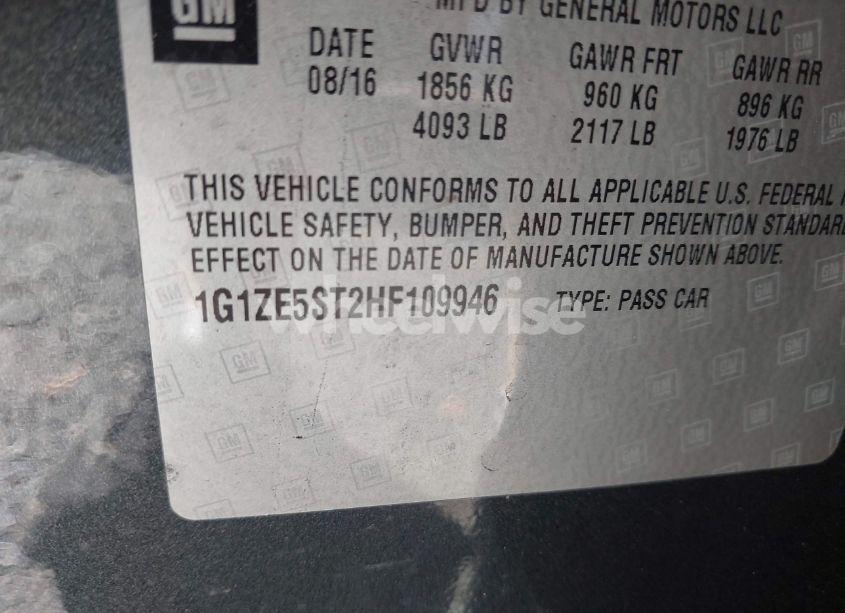 GM
MFD BY GENERAL MOTORS LLC
DATE GVWR GAWR FRT GAWR RR
08/16 1856 KG 960 KG 896 KG
4093 LB 2117 LB 1976 LB
THIS VEHICLE CONFORMS TO ALL APPLICABLE U.S. FEDERAL
VEHICLE SAFETY, BUMPER, AND THEFT PREVENTION STANDARD
EFFECT ON THE DATE OF MANUFACTURE SHOWN ABOVE.
1G1ZE5ST2HF109946 TYPE: PASS CAR
wheelwise